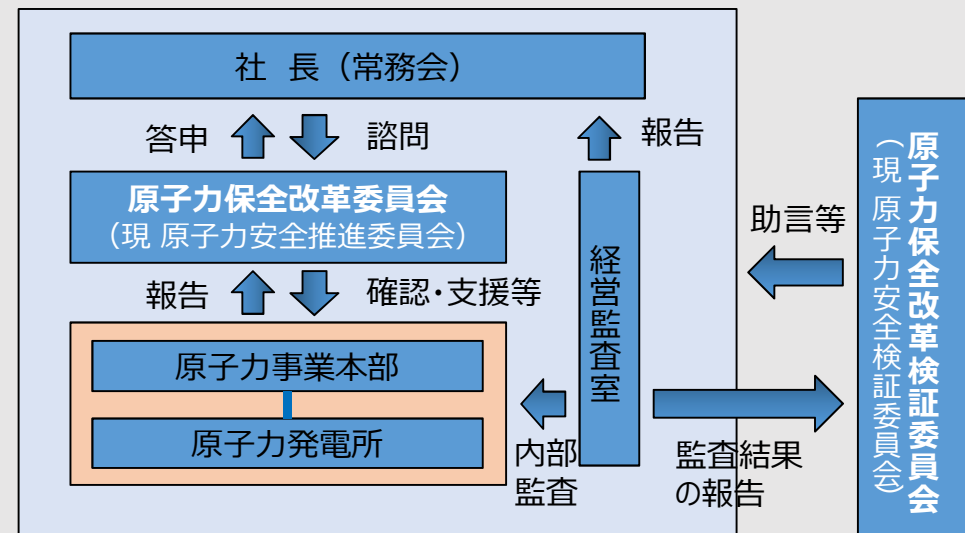 社 長（常務会）
答申
諮問
報告
原子力保全改革委員会
（現 原子力安全推進委員会）
報告
確認・支援等
経営監査室
助言等
原子力保全改革検証委員会
（現 原子力安全検証委員会）
原子力事業本部
原子力発電所
内部
監査
監査結果
の報告